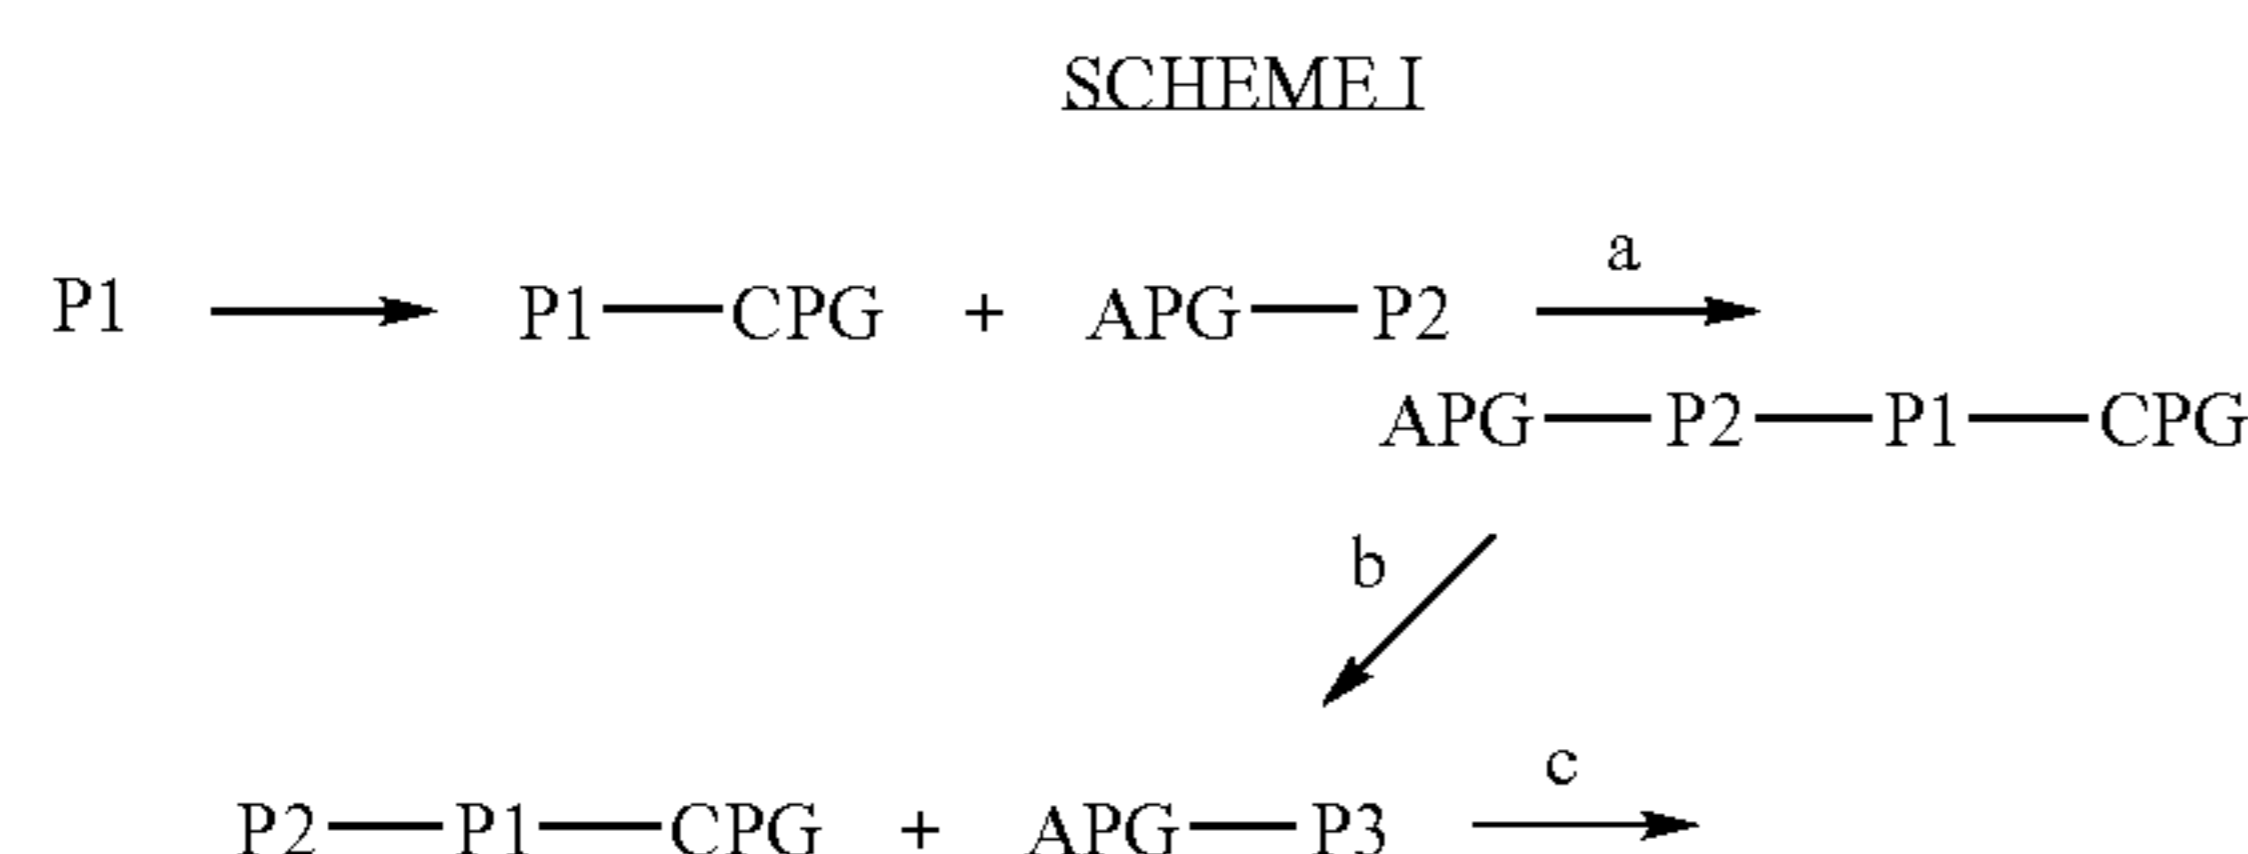 SCHEME I
a
P1 P1—CPG + APG—P2
APG—P2—P1—CPG
b
c
P2—P1—CPG + APG—P3